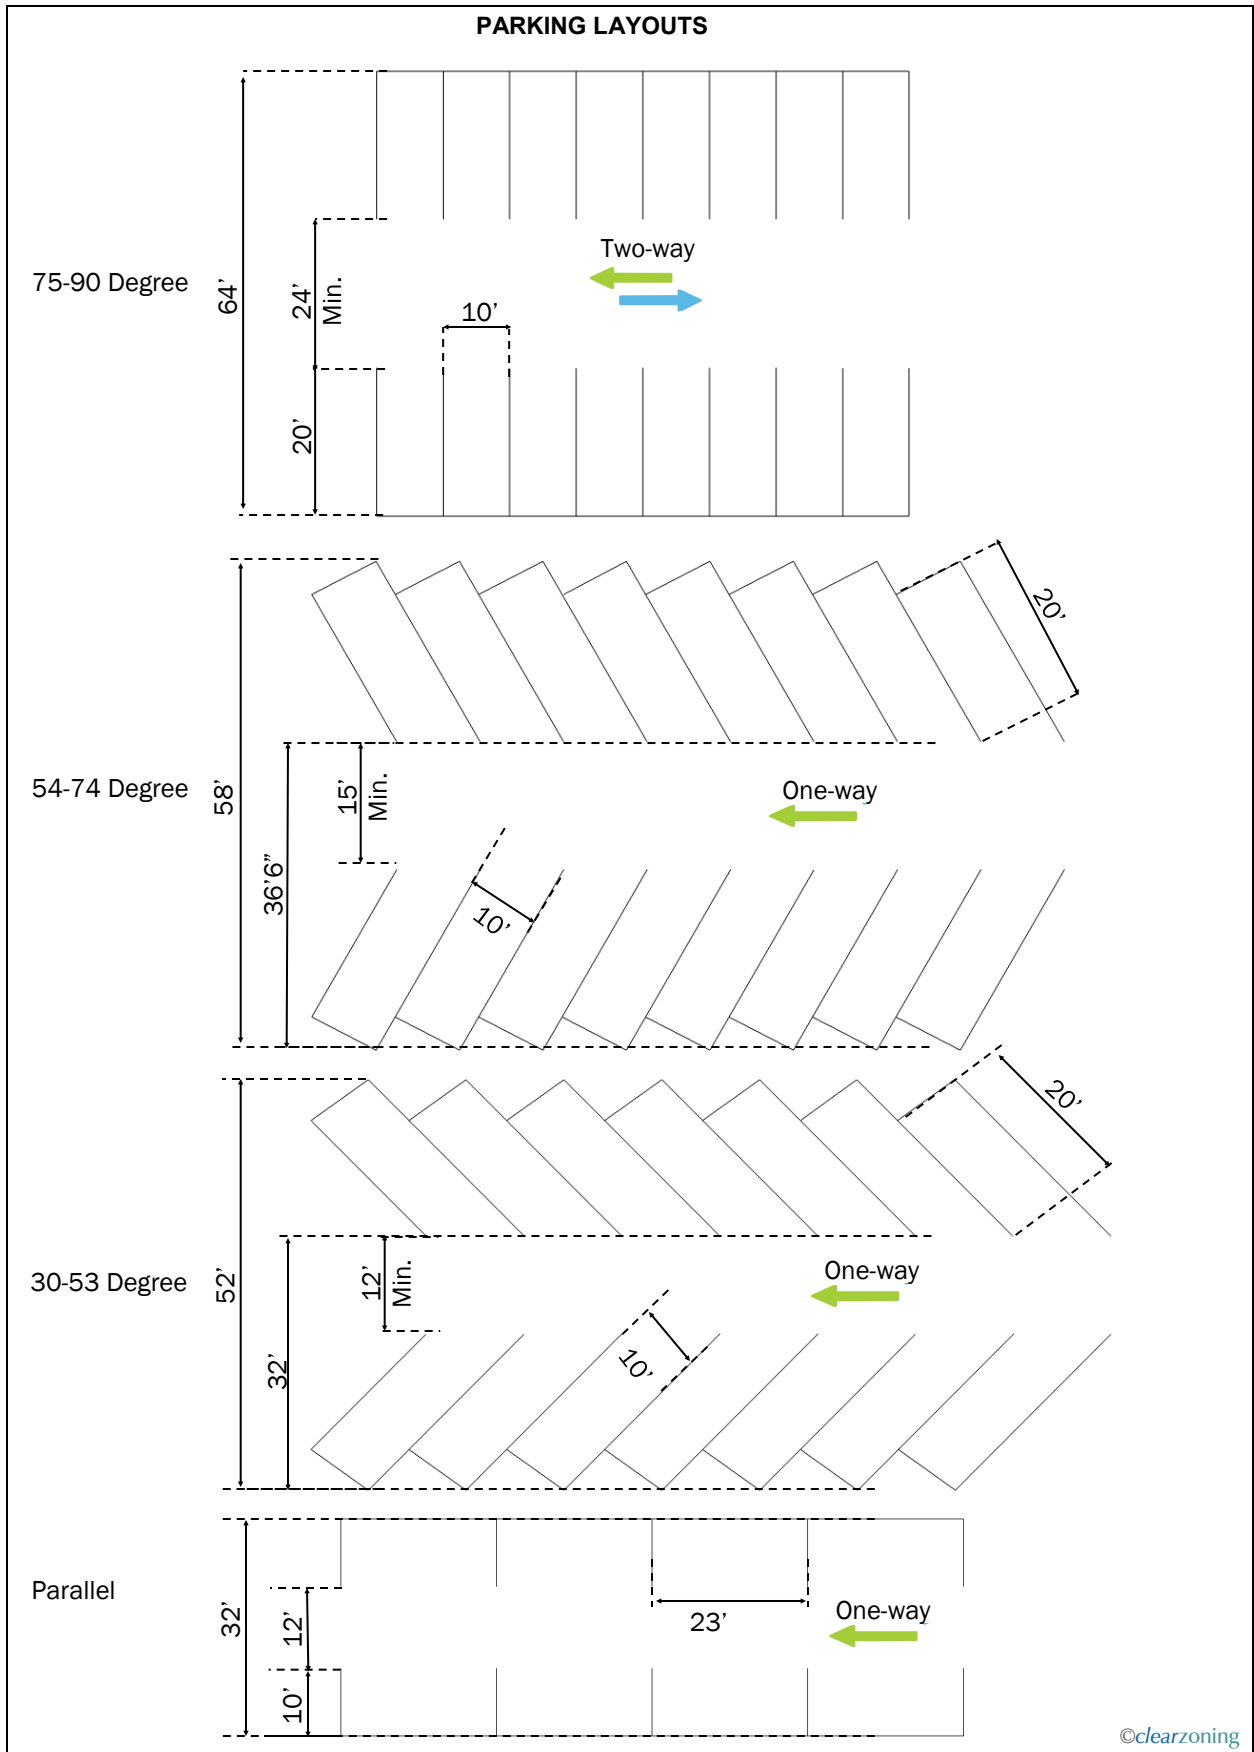 PARKING LAYOUTS
75-90 Degree
64’
24’
Min.
20’
10’
Two-way
54-74 Degree
58’
36’6”
15’
Min.
10’
20’
One-way
30-53 Degree
52’
32’
12’
Min.
10’
20’
One-way
Parallel
32’
12’
10’
23’
One-way
©clearzoning